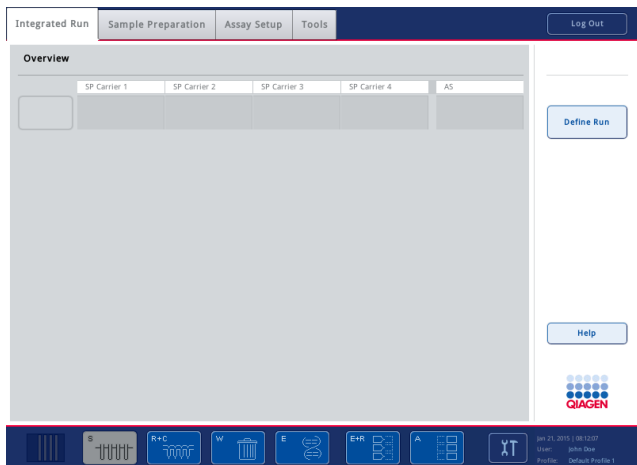 Integrated Run Sample Preparation Assay Setup Tools Log Out
Overview
SP Carrier 1 SP Carrier 2 SP Carrier 3 SP Carrier 4 AS
Define Run
Help
QIAGEN
S R+C W E E+R A
Jan 21, 2015 | 08:12:07
User: John Doe
Profile: Default Profile 1